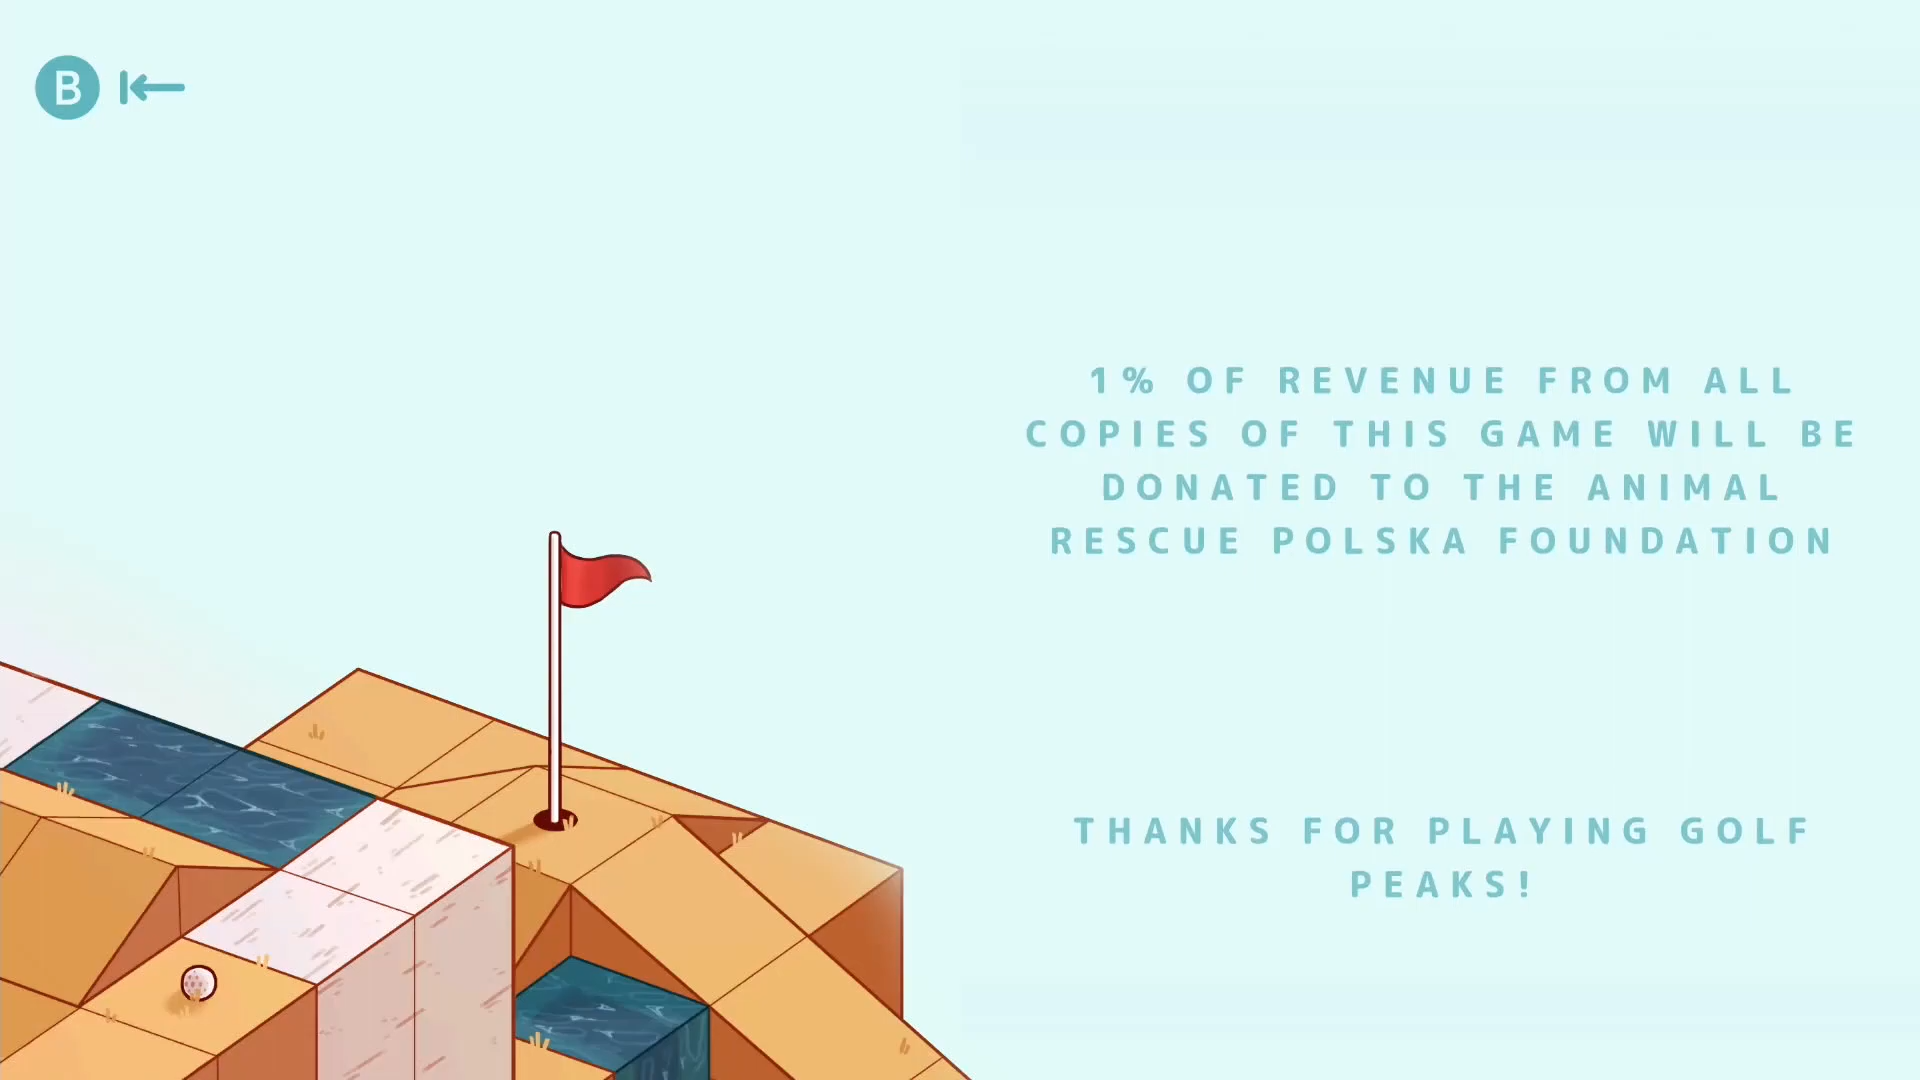 B
1% OF REVENUE FROM ALL
COPIES OF THIS GAME WILL BE
DONATED TO THE ANIMAL
RESCUE POLSKA FOUNDATION
THANKS FOR PLAYING GOLF
PEAKS!